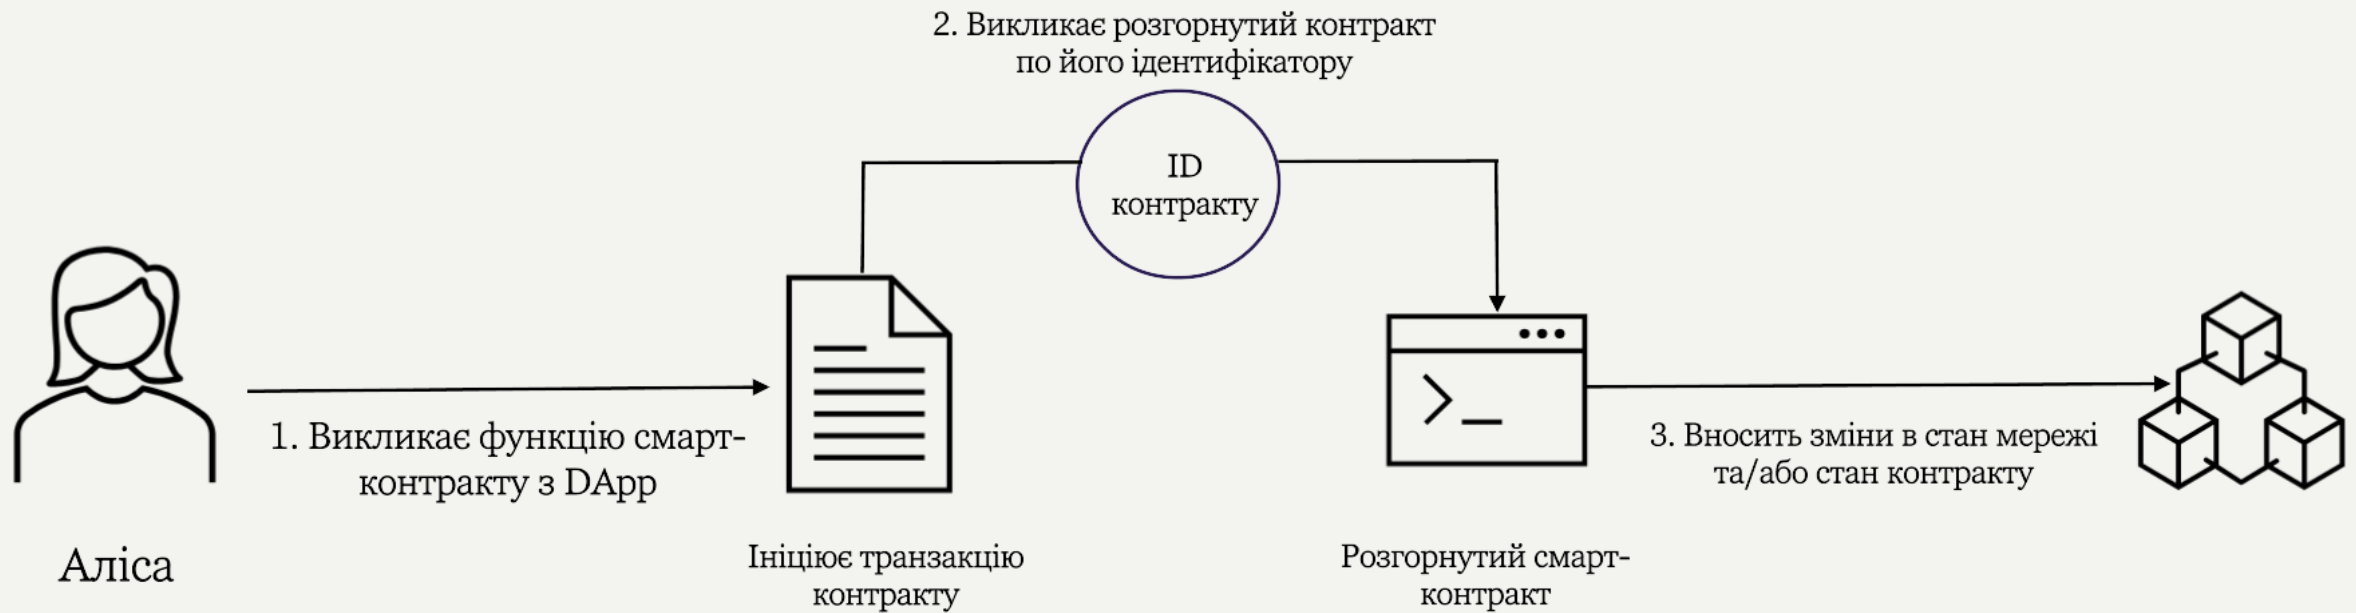 2. Викликає розгорнутий контракт
по його ідентифікатору
ID
контракту
1. Викликає функцію смарт-
контракту з DApp
3. Вносить зміни в стан мережі
та/або стан контракту
Аліса
Ініціює транзакцію
контракту
Розгорнутий смарт-
контракт